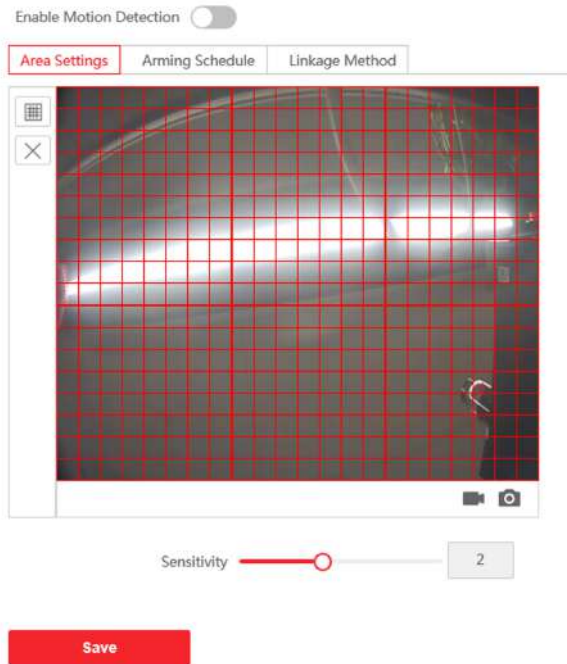 Enable Motion Detection
Area Settings Arming Schedule Linkage Method
Sensitivity 2
Save